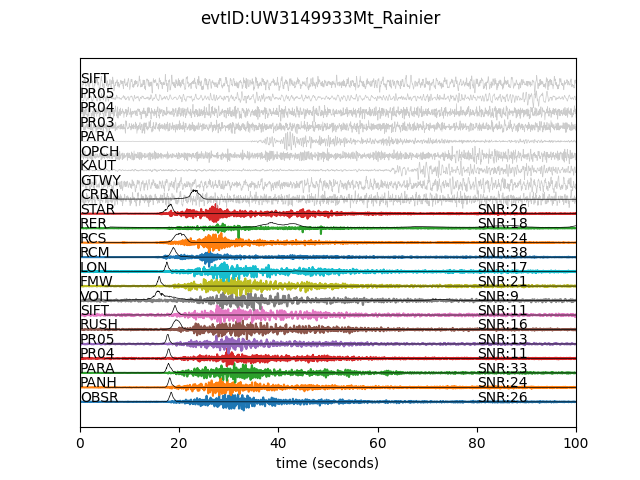 evtID:UW3149933Mt_Rainier
SIFT
PR05
PR04
PR03
PARA
OPCH
KAUT
GTWY
CRBN
STAR SNR:26
RER SNR:18
RCS SNR:24
RCM SNR:38
LON SNR:17
FMW SNR:21
VOIT SNR:9
SIFT SNR:11
RUSH SNR:16
PR05 SNR:13
PR04 SNR:11
PARA SNR:33
PANH SNR:24
OBSR SNR:26
0 20 40 60 80 100
time (seconds)